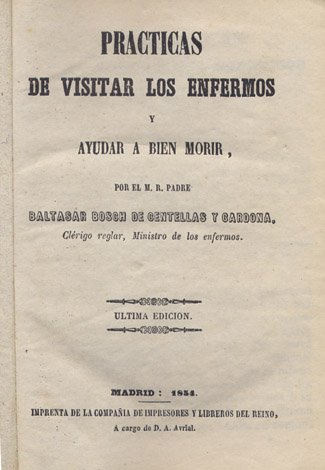 PRACTICAS
DE VISITAR LOS ENFERMOS
Y
AYUDAR A BIEN MORIR,
POR EL M. R. PADRE
BALTASAR BOSCH DE CENTELLAS Y CARDONA,
Clérigo reglar, Ministro de los enfermos.
ULTIMA EDICION.
MADRID: 1854.
IMPRENTA DE LA COMPAÑIA DE IMPRESORES Y LIBREROS DEL REINO,
A cargo de D. A. Avrial.